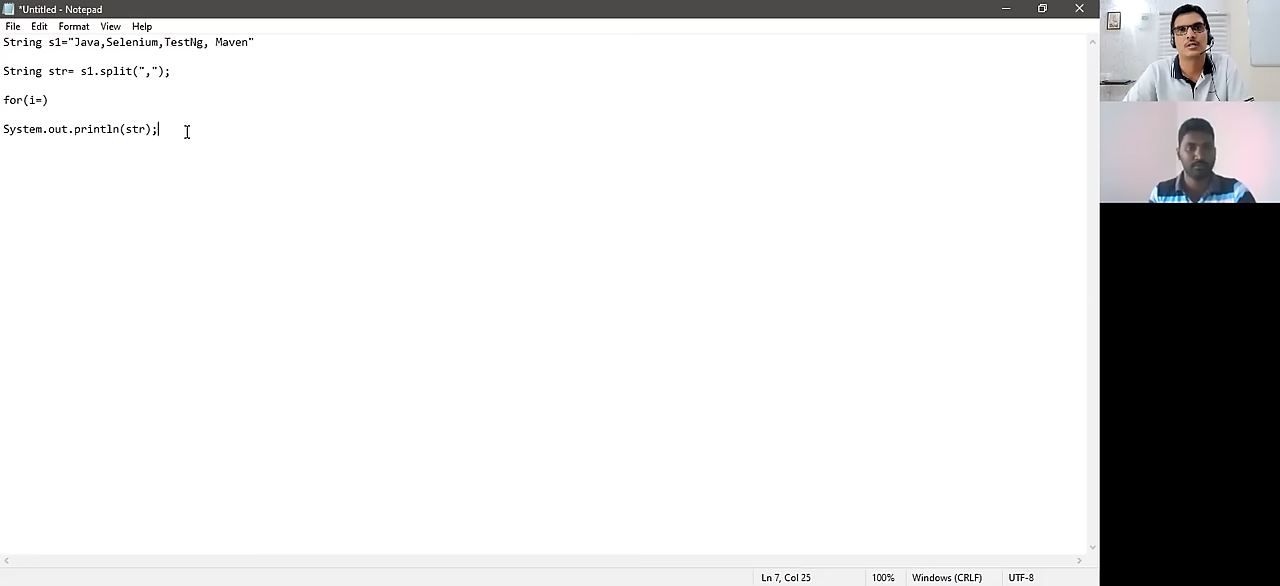 *Untitled - Notepad
File Edit Format View Help
String s1="Java,Selenium,TestNg, Maven"
String str= s1.split(",");
for(i=)
System.out.println(str);
Ln 7, Col 25 100% Windows (CRLF) UTF-8